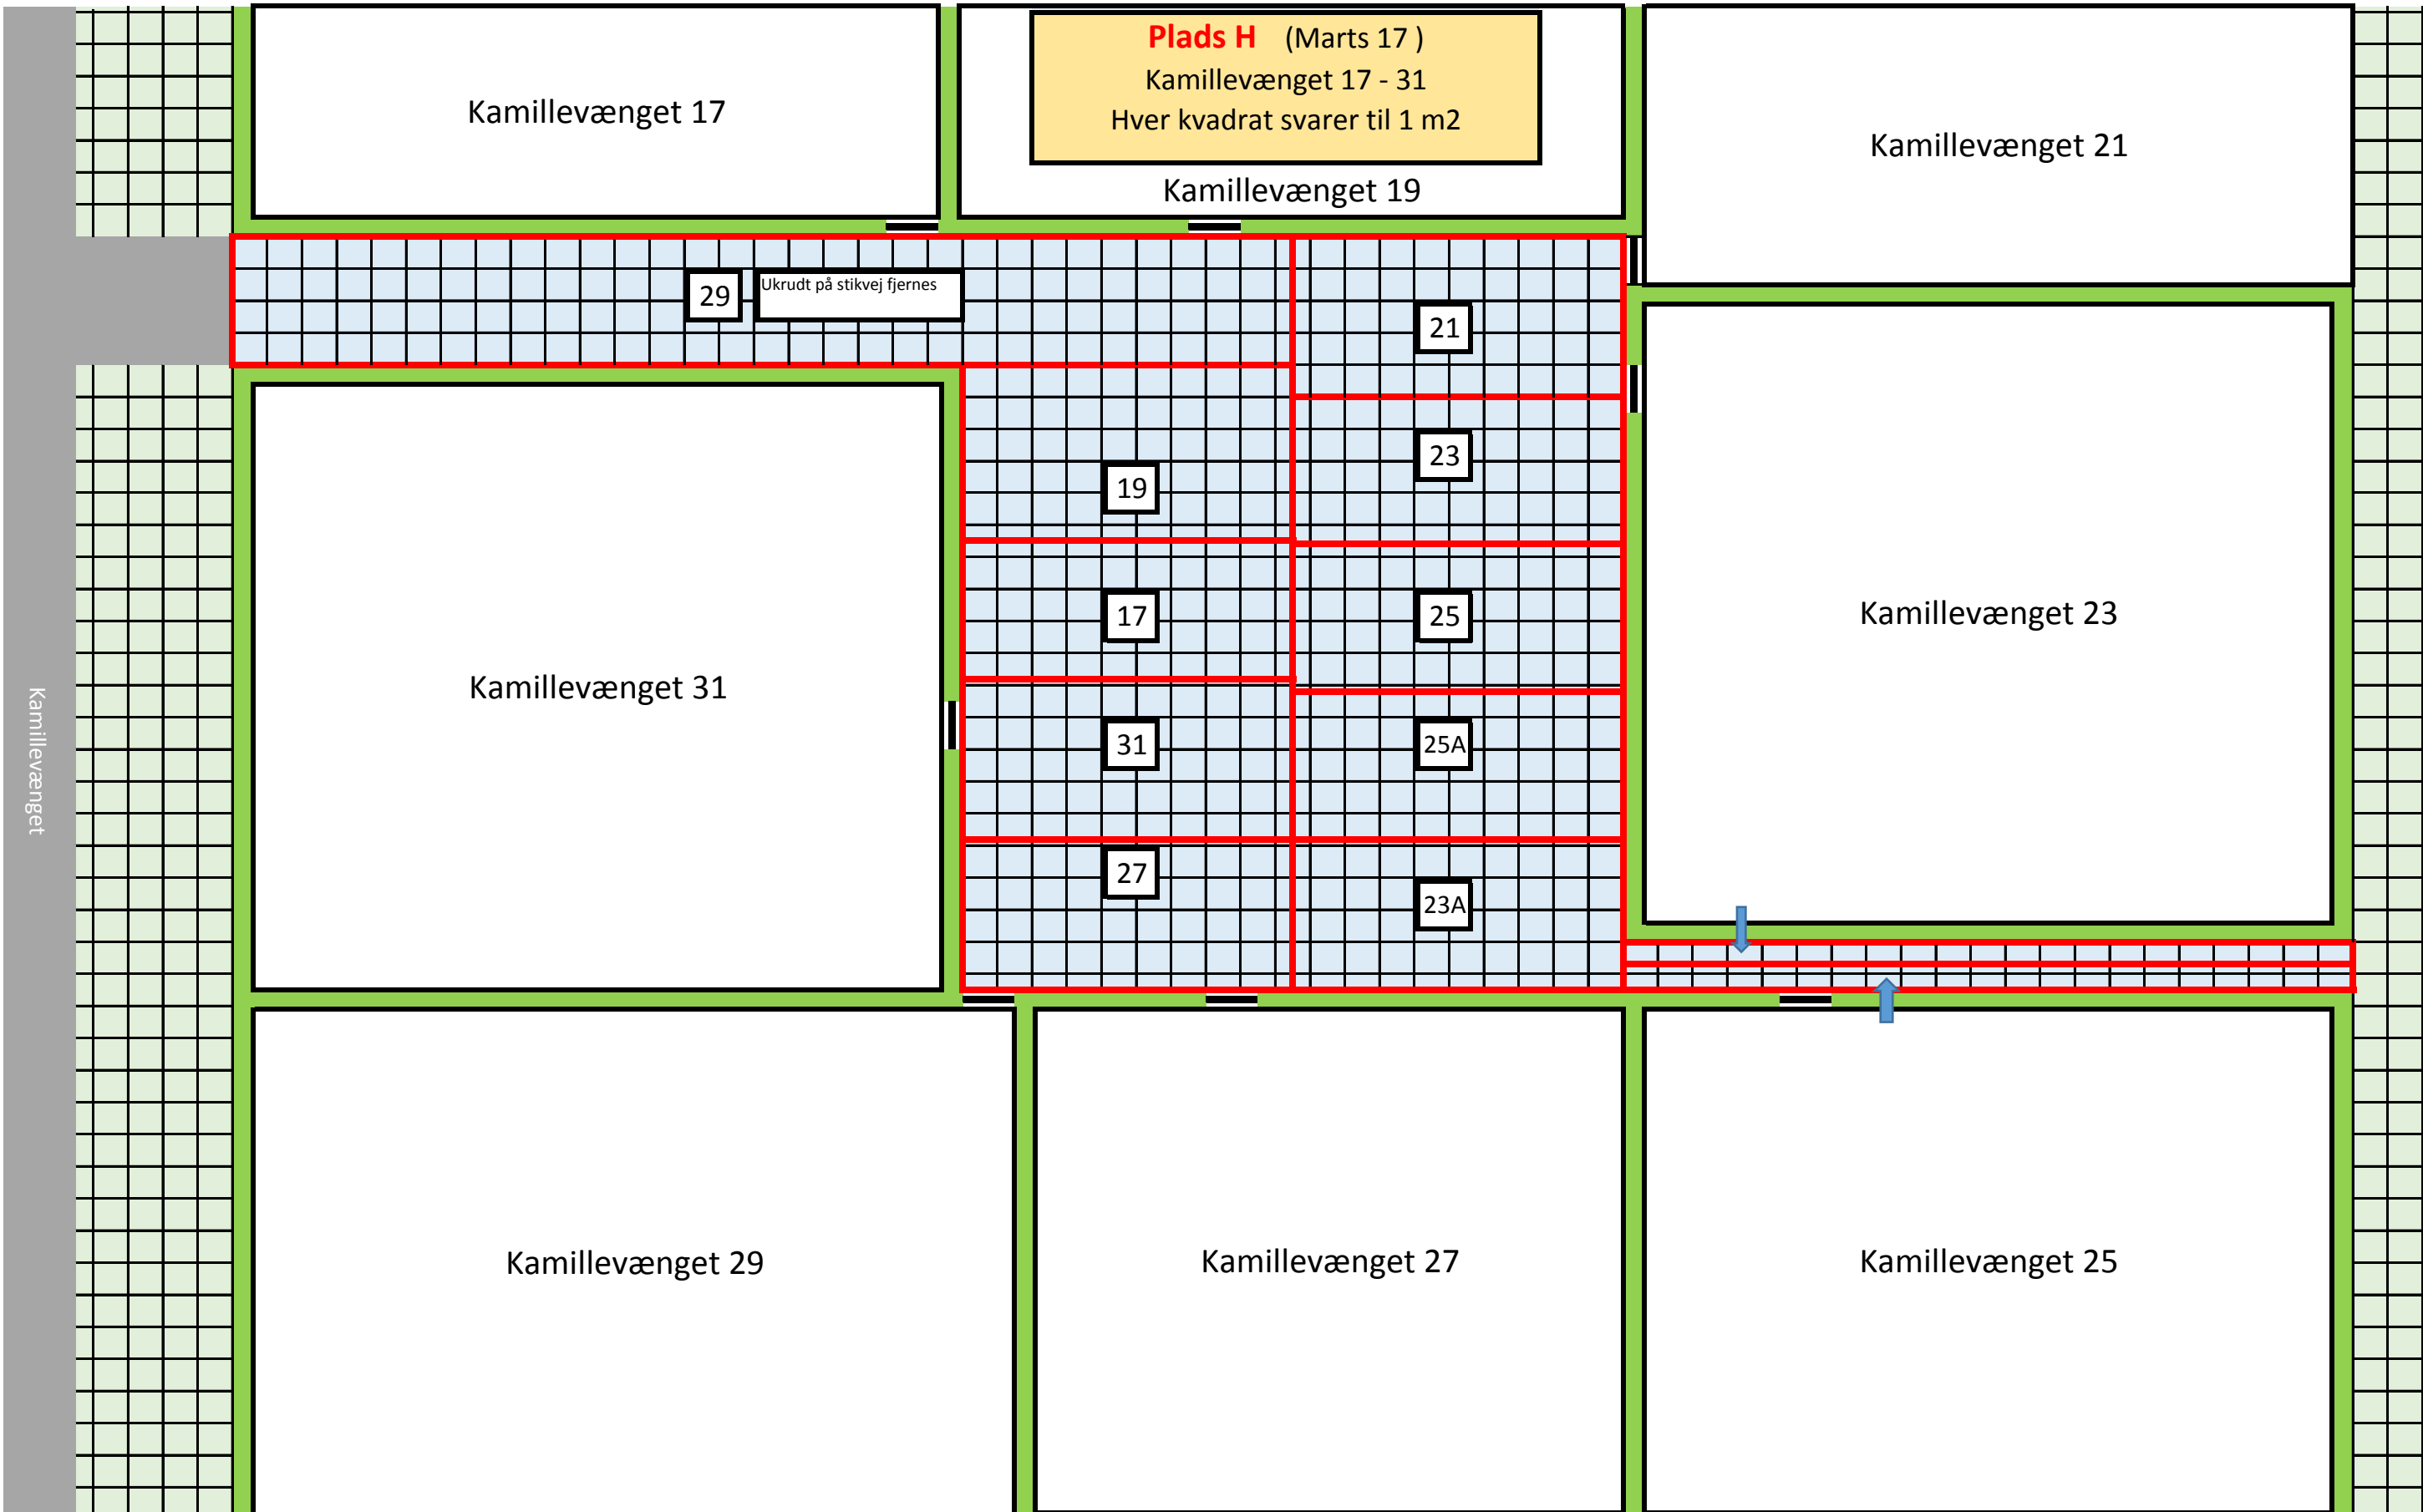 Plads H (Marts 17 )
Kamillevænget 17 - 31
Hver kvadrat svarer til 1 m2
Kamillevænget 17
Kamillevænget 19
Kamillevænget 21
29
Ukrudt på stikvej fjernes
21
23
19
17
25
Kamillevænget 23
Kamillevænget 31
31
25A
Kamillevænget
27
23A
Kamillevænget 29
Kamillevænget 27
Kamillevænget 25